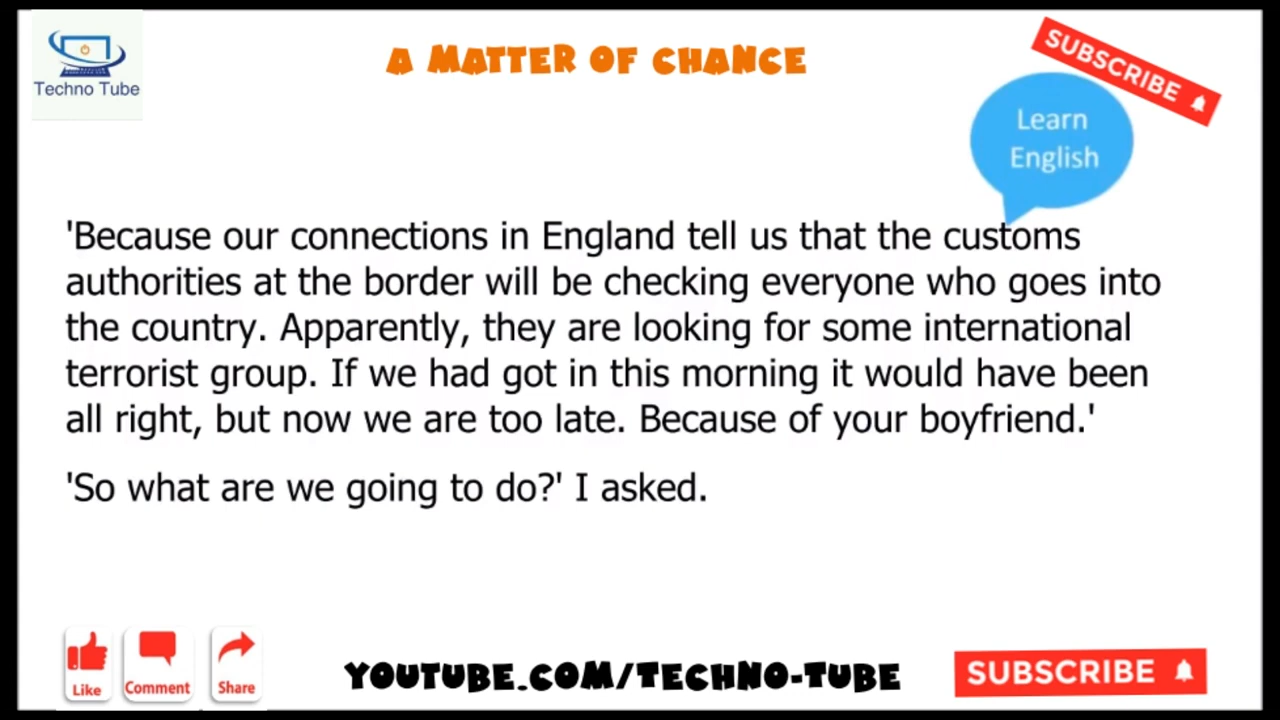 Techno Tube
A MATTER OF CHANCE
SUBSCRIBE
Learn
English
'Because our connections in England tell us that the customs
authorities at the border will be checking everyone who goes into
the country. Apparently, they are looking for some international
terrorist group. If we had got in this morning it would have been
all right, but now we are too late. Because of your boyfriend.'
'So what are we going to do?' I asked.
Like
Comment
Share
YOUTUBE.COM/TECHNO-TUBE
SUBSCRIBE